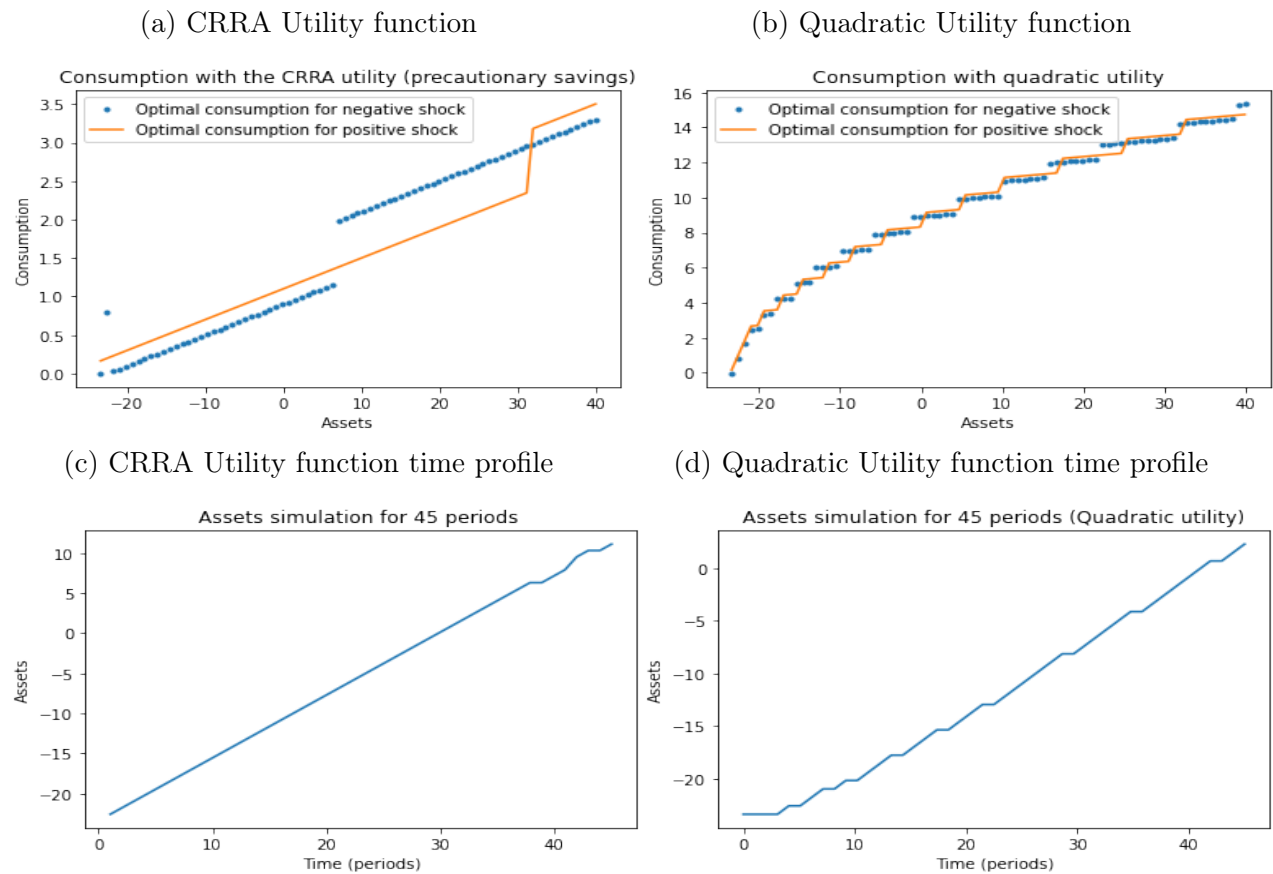 (a) CRRA Utility function
(b) Quadratic Utility function
Consumption with the CRRA utility (precautionary savings)
Optimal consumption for negative shock
Optimal consumption for positive shock
3.5
3.0
2.5
2.0
1.5
1.0
0.5
0.0
Consumption
−20
−10
0
10
20
30
40
Assets
Consumption with quadratic utility
Optimal consumption for negative shock
Optimal consumption for positive shock
16
14
12
10
8
6
4
2
0
Consumption
−20
−10
0
10
20
30
40
Assets
(c) CRRA Utility function time profile
(d) Quadratic Utility function time profile
Assets simulation for 45 periods
10
5
0
−5
−10
−15
−20
Assets
0
10
20
30
40
Time (periods)
Assets simulation for 45 periods (Quadratic utility)
0
−5
−10
−15
−20
Assets
0
10
20
30
40
Time (periods)